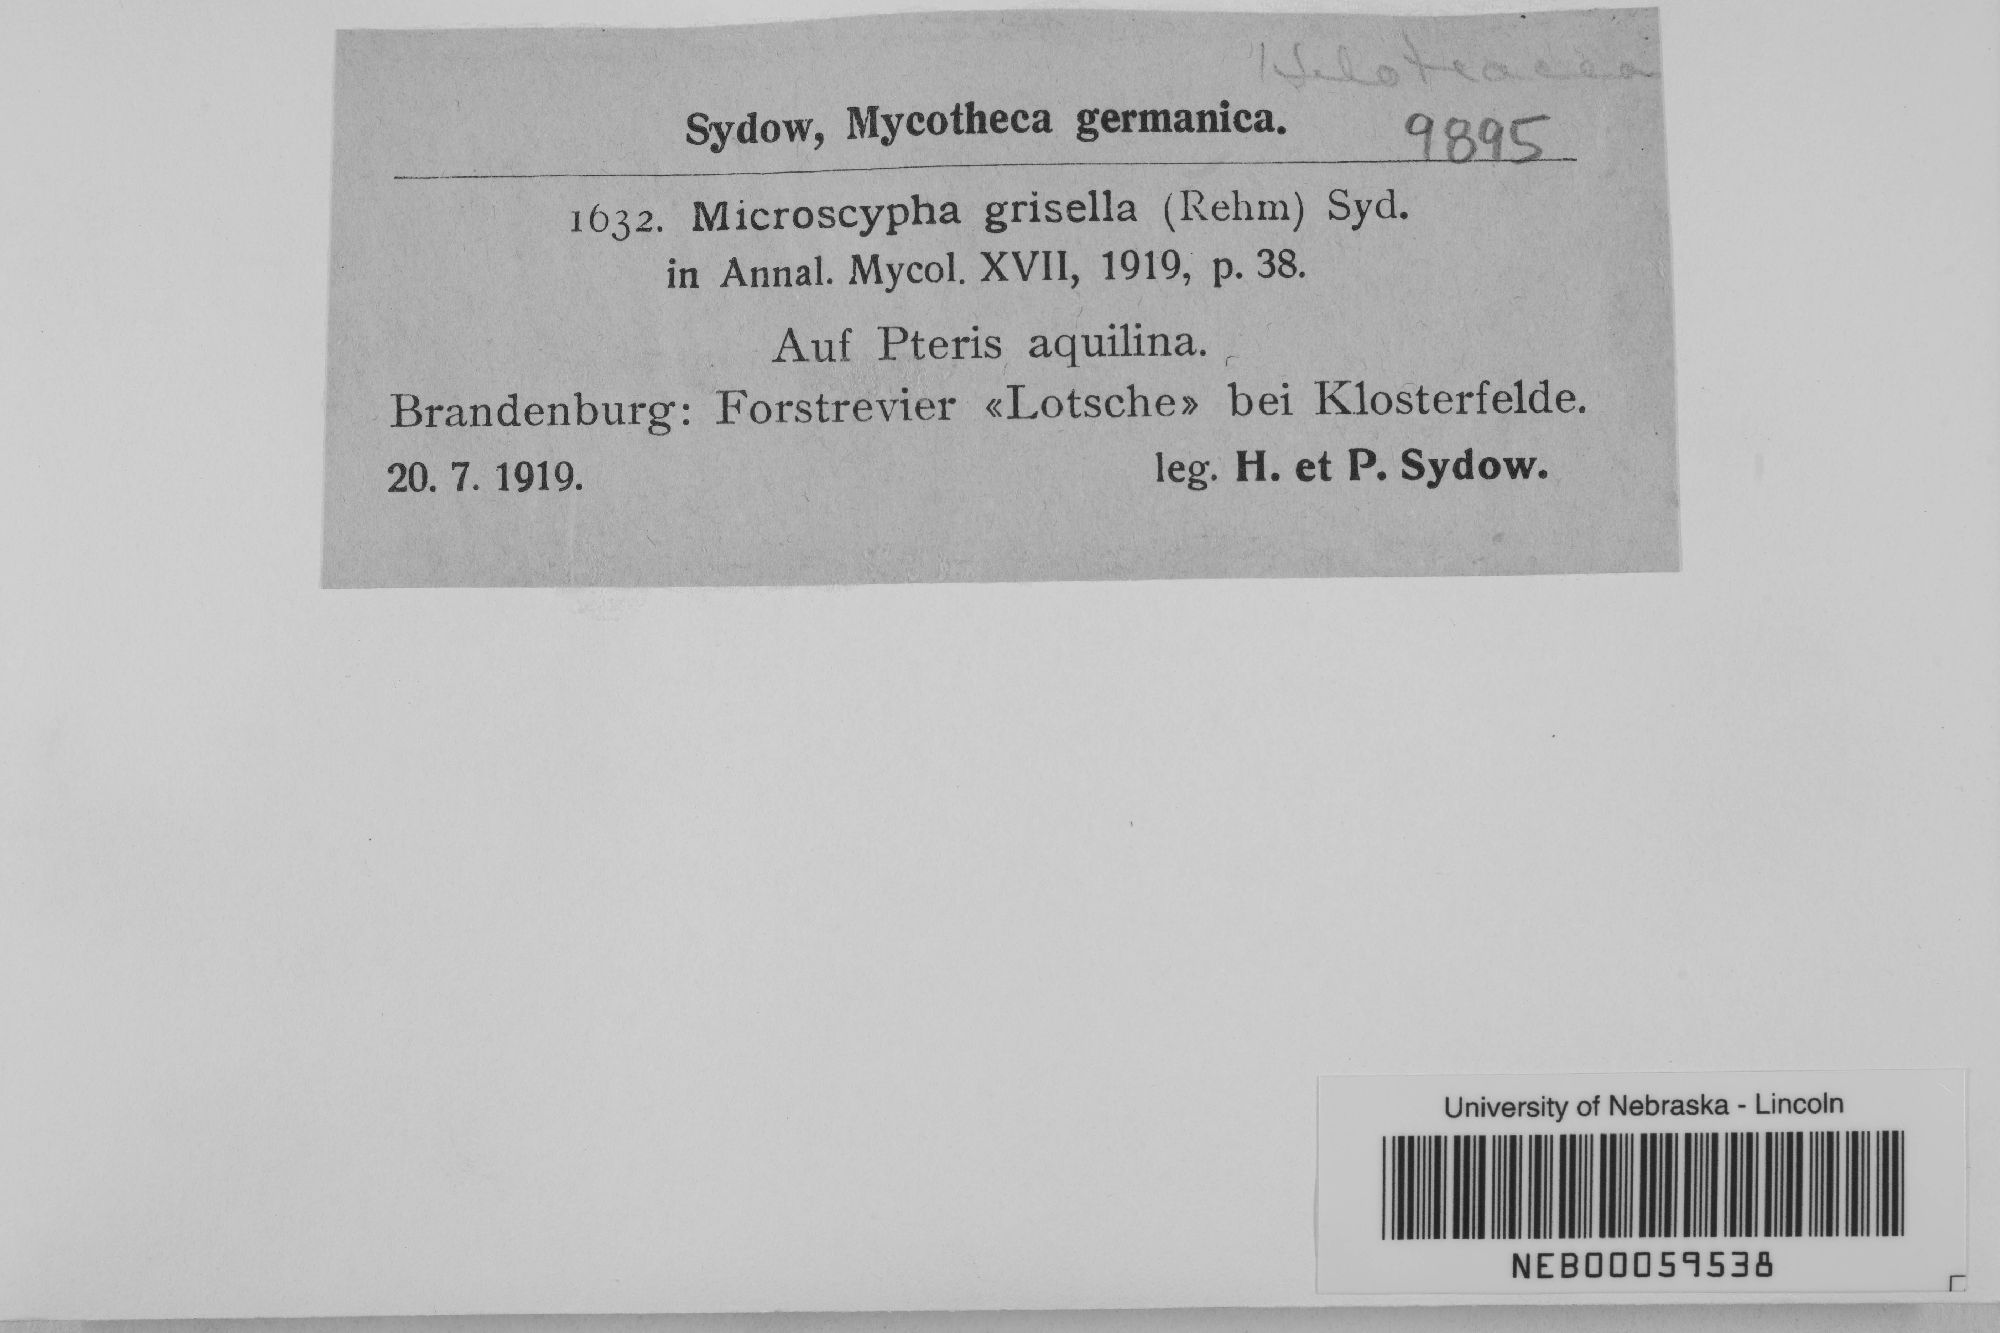 Helotiaceae
Sydow, Mycotheca germanica. 9895
1632. Microscypha grisella (Rehm) Syd.
in Annal. Mycol. XVII, 1919, p. 38.
Auf Pteris aquilina.
Brandenburg: Forstrevier «Lotsche» bei Klosterfelde.
20. 7. 1919. leg. H. et P. Sydow.
University of Nebraska - Lincoln
NEB00059538